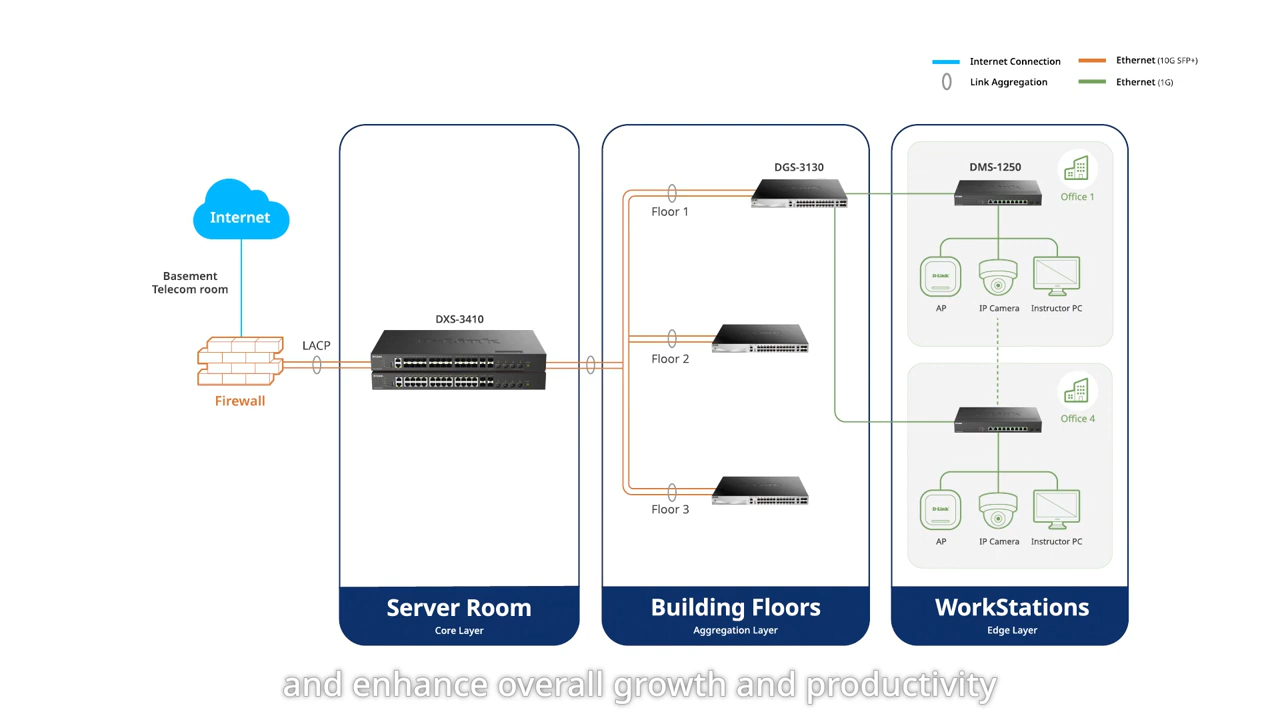 Internet Connection
Ethernet (10G SFP+)
Link Aggregation
Ethernet (1G)
Internet
Basement
Telecom room
LACP
Firewall
DXS-3410
Server Room
Core Layer
DGS-3130
Floor 1
Floor 2
Floor 3
Building Floors
Aggregation Layer
DMS-1250
Office 1
D-Link
AP
IP Camera
Instructor PC
Office 4
D-Link
AP
IP Camera
Instructor PC
WorkStations
Edge Layer
and enhance overall growth and productivity